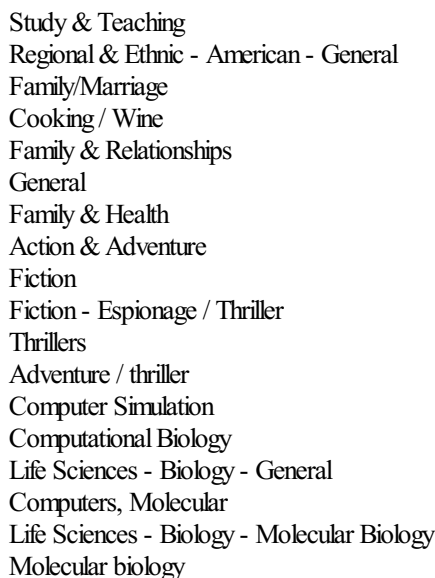 Study & Teaching
Regional & Ethnic - American - General
Family/Marriage
Cooking / Wine
Family & Relationships
General
Family & Health
Action & Adventure
Fiction
Fiction - Espionage / Thriller
Thrillers
Adventure / thriller
Computer Simulation
Computational Biology
Life Sciences - Biology - General
Computers, Molecular
Life Sciences - Biology - Molecular Biology
Molecular biology